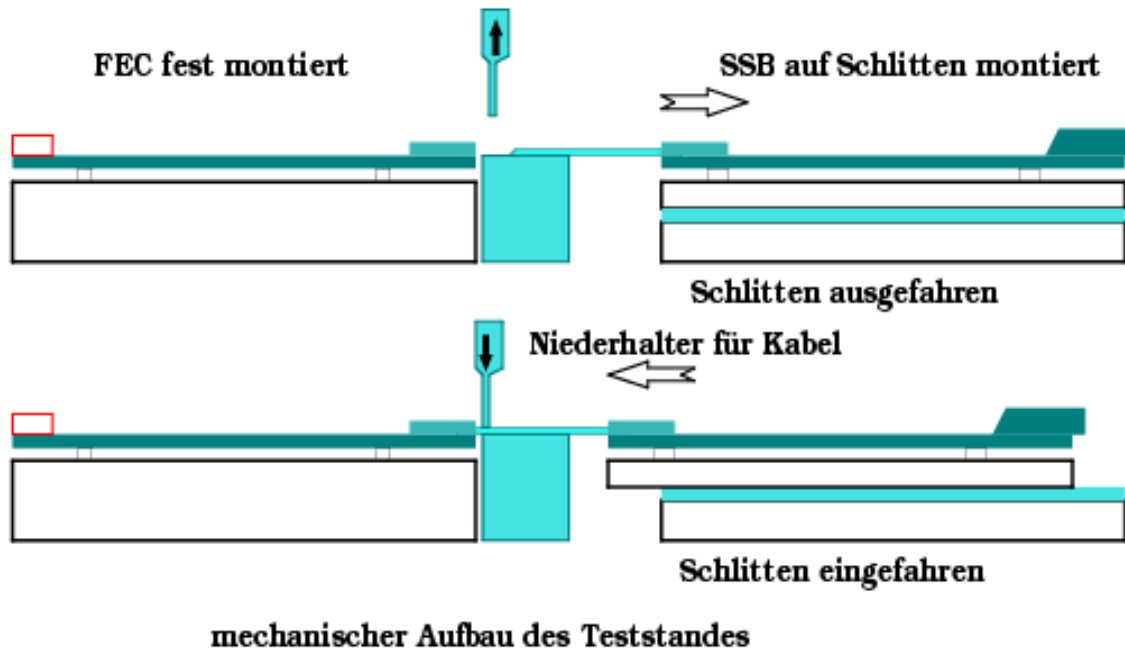 FEC fest montiert
SSB auf Schlitten montiert
Schlitten ausgefahren
Niederhalter für Kabel
Schlitten eingefahren
mechanischer Aufbau des Teststandes